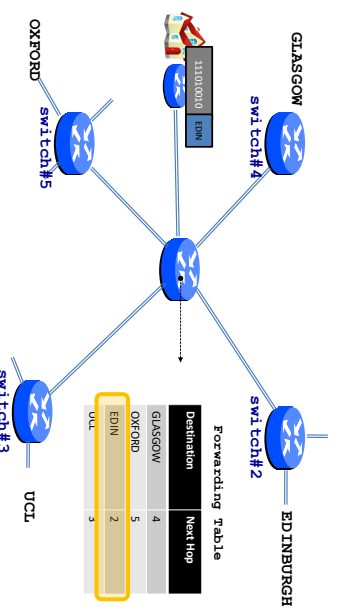 GLASGOW
switch#4
EDINBURGH
switch#2
111010010 EDIN
OXFORD
switch#5
UCL
switch#3
Forwarding Table
Destination Next Hop
GLASGOW 4
OXFORD 5
EDIN 2
UCL 3